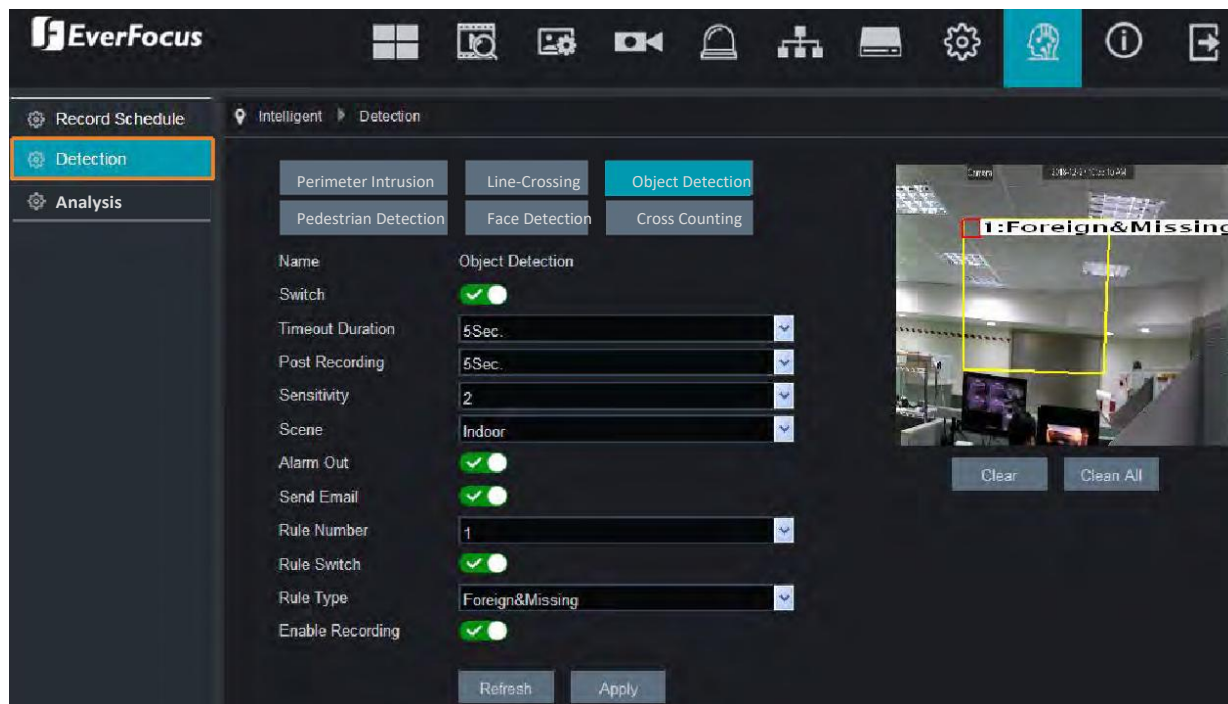 EverFocus
Record Schedule
Detection
Analysis
Intelligent Detection
Perimeter Intrusion Line-Crossing Object Detection
Pedestrian Detection Face Detection Cross Counting
Name Object Detection
Switch
Timeout Duration 5Sec.
Post Recording 5Sec.
Sensitivity 2
Scene Indoor
Alarm Out
Send Email
Rule Number 1
Rule Switch
Rule Type Foreign&Missing
Enable Recording
Refresh Apply
Camera
1:Foreign&Missing
Clear Clean All